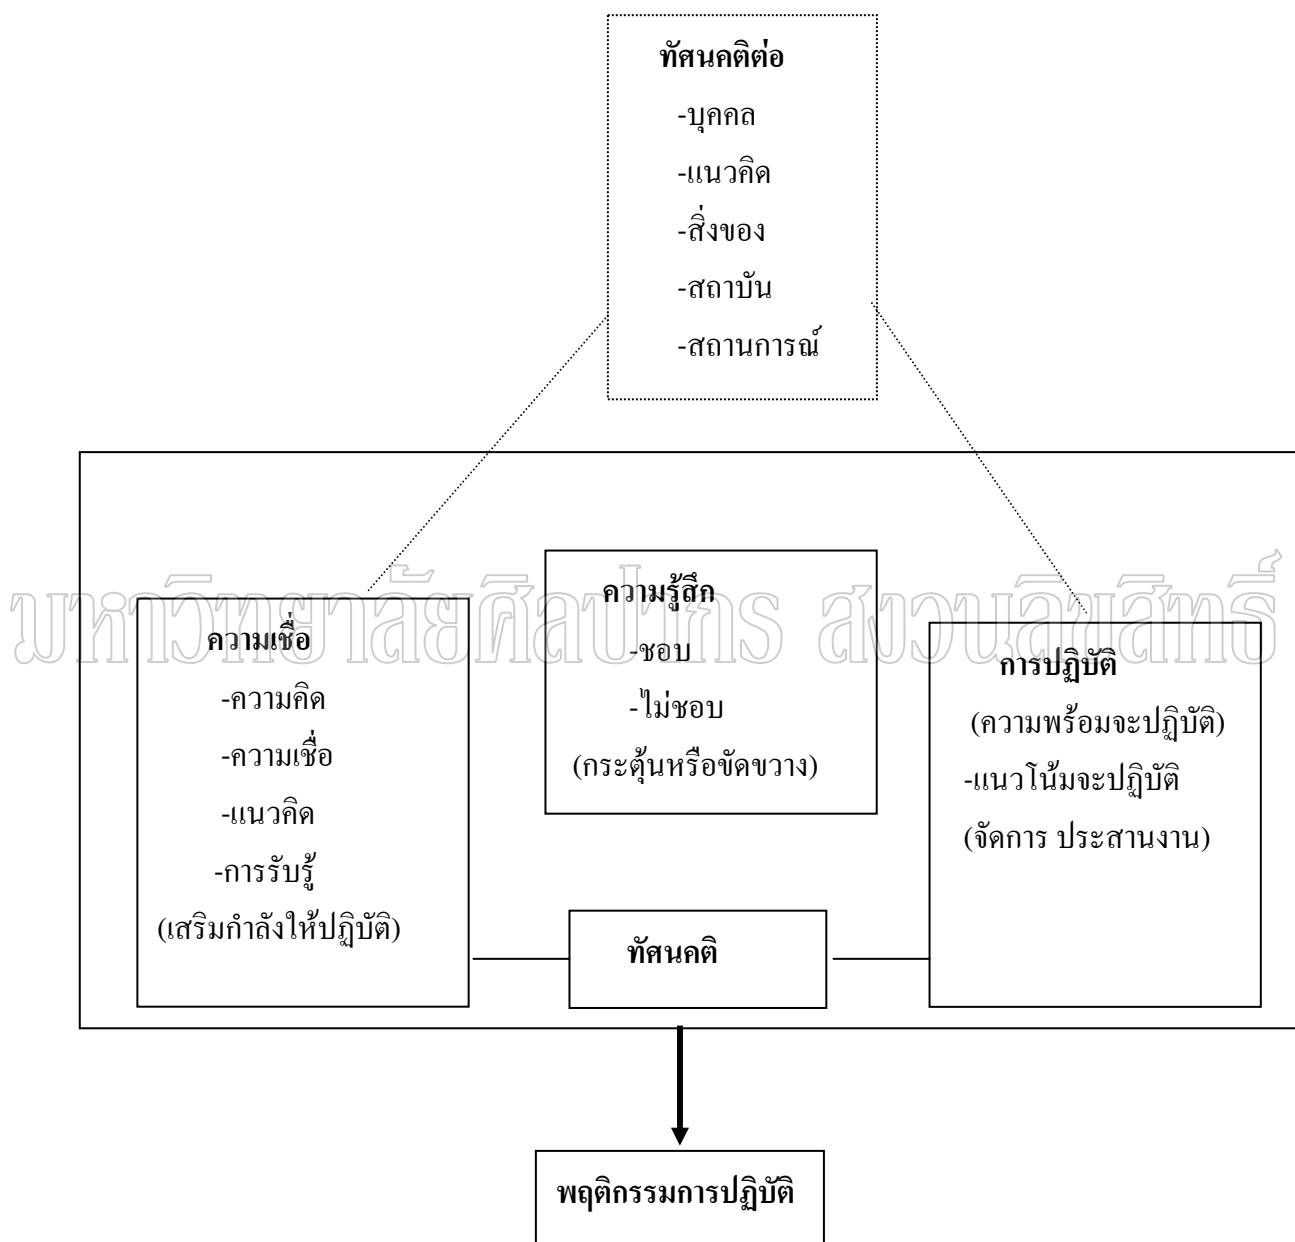 ทัศนคติต่อ
-บุคคล
-แนวคิด
-สิ่งของ
-สถาบัน
-สถานการณ์
มหาวิทยาลัยศิลปากร สงวนลิขสิทธิ์
ความเชื่อ
-ความคิด
-ความเชื่อ
-แนวคิด
-การรับรู้
(เสริมกำลังให้ปฏิบัติ)
ความรู้สึก
-ชอบ
-ไม่ชอบ
(กระตุ้นหรือขัดขวาง)
การปฏิบัติ
(ความพร้อมจะปฏิบัติ)
-แนวโน้มจะปฏิบัติ
(จัดการ ประสานงาน)
ทัศนคติ
พฤติกรรมการปฏิบัติ